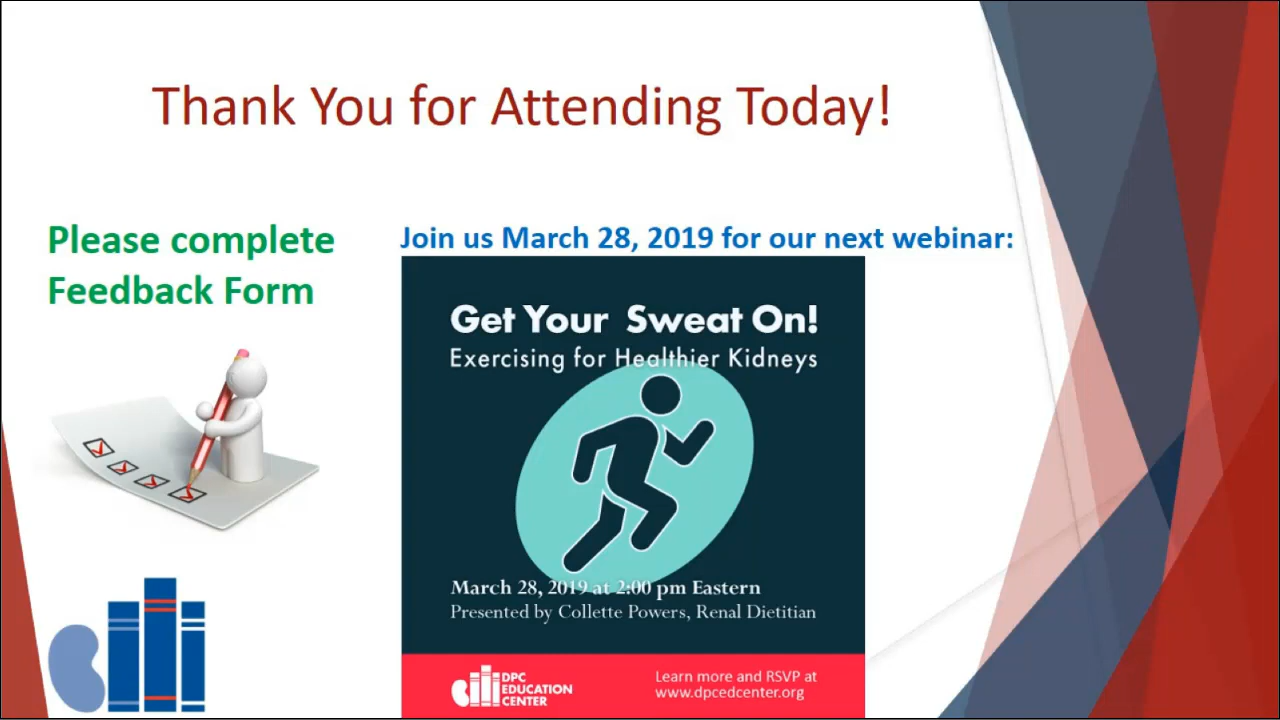 Thank You for Attending Today!
Please complete
Feedback Form
Join us March 28, 2019 for our next webinar:
Get Your Sweat On!
Exercising for Healthier Kidneys
March 28, 2019 at 2:00 pm Eastern
Presented by Collette Powers, Renal Dietitian
DPC
EDUCATION
CENTER
Learn more and RSVP at
www.dpcedcenter.org